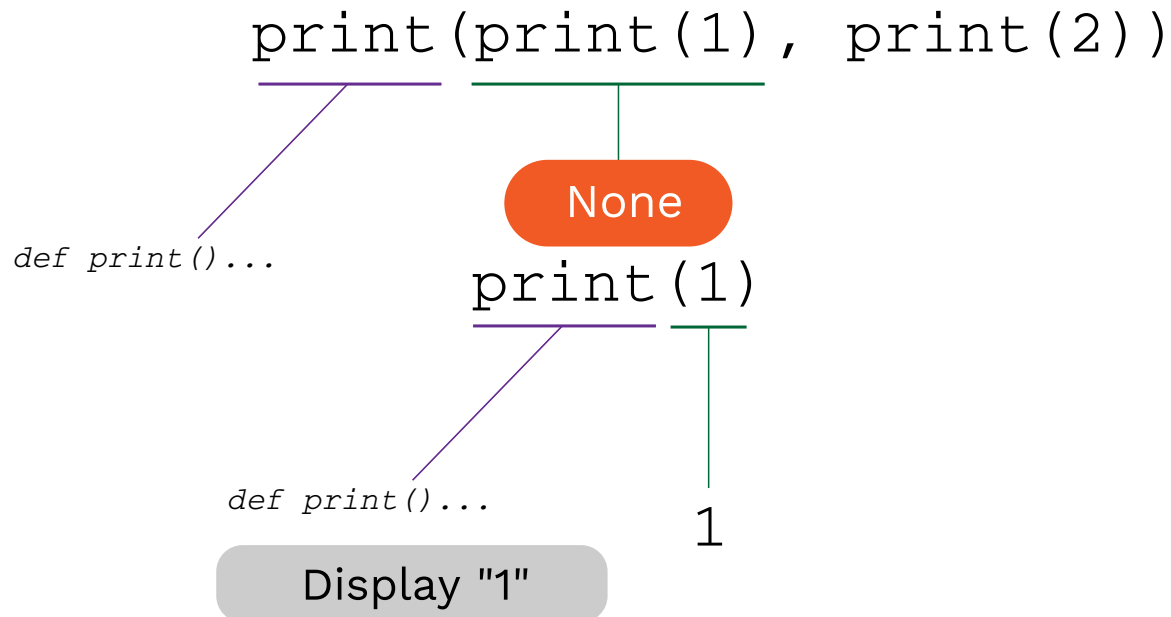 print(print(1), print(2))
None
def print()...
print(1)
def print()...
1
Display "1"